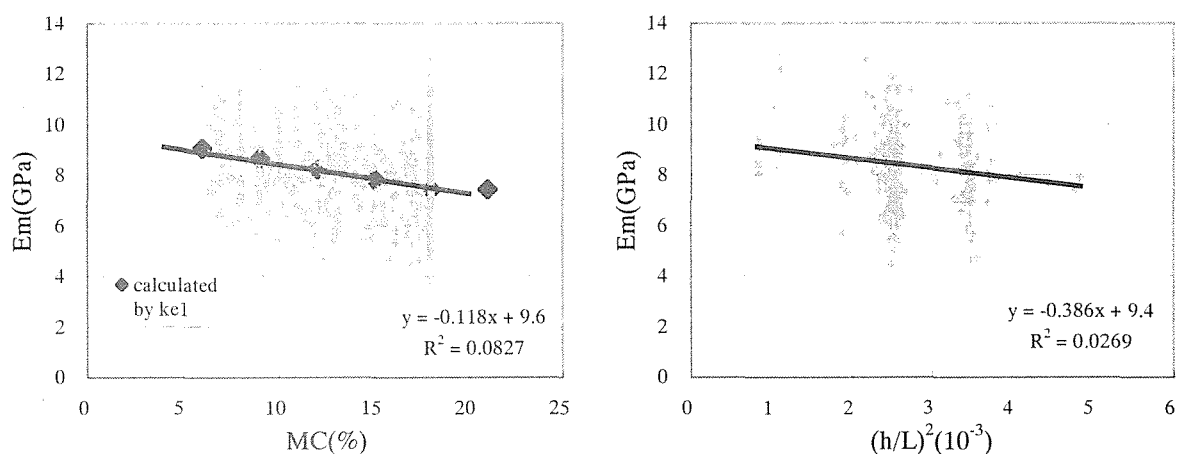 14
12
10
8
6
4
2
0
Em(GPa)
calculated
by ke1
y = -0.118x + 9.6
R² = 0.0827
0 5 10 15 20 25
MC(%)
14
12
10
8
6
4
2
0
Em(GPa)
y = -0.386x + 9.4
R² = 0.0269
0 1 2 3 4 5 6
(h/L)²(10⁻³)